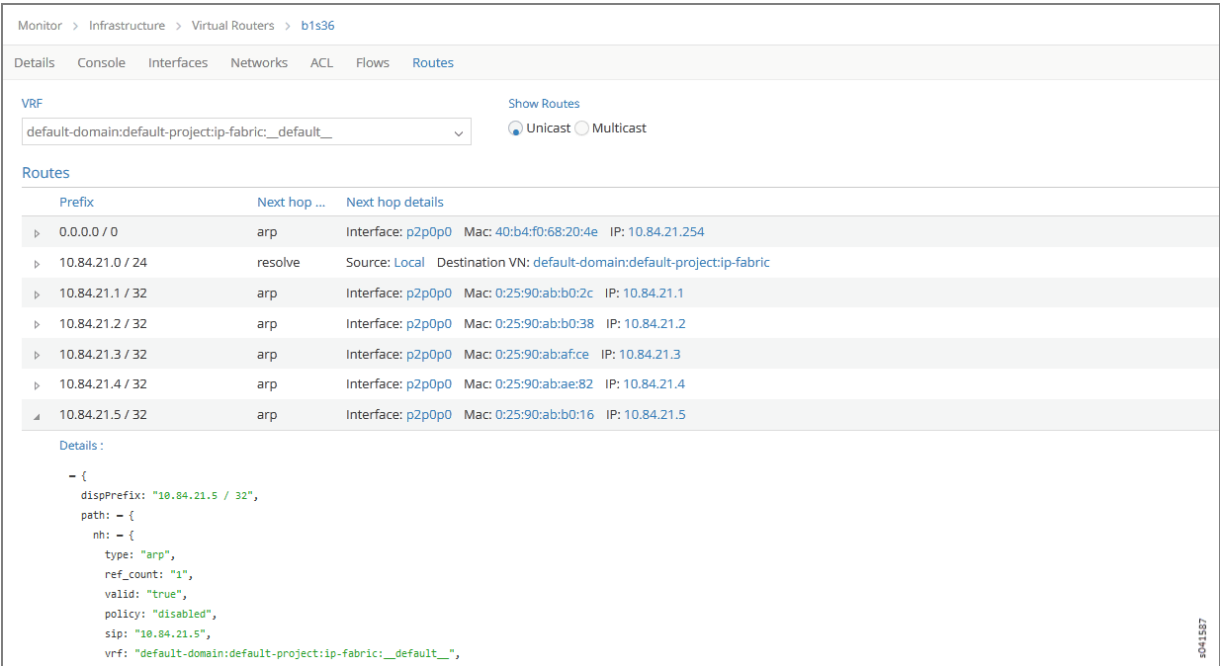 Monitor > Infrastructure > Virtual Routers > b1s36
Details Console Interfaces Networks ACL Flows Routes
VRF Show Routes
default-domain:default-project:ip-fabric:__default__ Unicast Multicast
Routes
Prefix Next hop ... Next hop details
0.0.0.0 / 0 arp Interface: p2p0p0 Mac: 40:b4:f0:68:20:4e IP: 10.84.21.254
10.84.21.0 / 24 resolve Source: Local Destination VN: default-domain:default-project:ip-fabric
10.84.21.1 / 32 arp Interface: p2p0p0 Mac: 0:25:90:ab:b0:2c IP: 10.84.21.1
10.84.21.2 / 32 arp Interface: p2p0p0 Mac: 0:25:90:ab:b0:38 IP: 10.84.21.2
10.84.21.3 / 32 arp Interface: p2p0p0 Mac: 0:25:90:ab:af:ce IP: 10.84.21.3
10.84.21.4 / 32 arp Interface: p2p0p0 Mac: 0:25:90:ab:ae:82 IP: 10.84.21.4
10.84.21.5 / 32 arp Interface: p2p0p0 Mac: 0:25:90:ab:b0:16 IP: 10.84.21.5
Details :
– {
dispPrefix: "10.84.21.5 / 32",
path: – {
nh: – {
type: "arp",
ref_count: "1",
valid: "true",
policy: "disabled",
sip: "10.84.21.5",
vrf: "default-domain:default-project:ip-fabric:__default__",
s041587